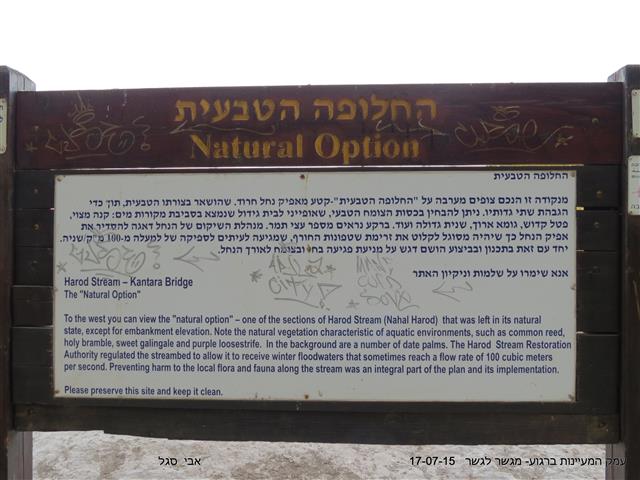 החלופה הטבעית
Natural Option
החלופה הטבעית
מנקודה זו הנכם צופים מערבה על "החלופה הטבעית"-קטע מאפיק נחל חרוד. שהושאר בצורתו הטבעית, תוך כדי
הגבהת שתי גדותיו. ניתן להבחין בכסות הצומח הטבעי, שאופייני לבית גידול שנמצא בסביבת מקורות מים: קנה מצוי,
פטל קדוש, גומא ארוך, שנית גדולה ועוד. ברקע נראים מספר עצי תמר. מנהלת השיקום של הנחל דאגה להסדיר את
אפיק הנחל כך שיהיה מסוגל לקלוט את זרימת שטפונות החורף, שמגיעה לעיתים לספיקה של למעלה מ-100 מ"ק/שניה.
יחד עם זאת בתכנון ובביצוע הושם דגש על מניעת פגיעה בחי ובצומח לאורך הנחל.
אנא שימרו על שלמות וניקיון האתר
Harod Stream – Kantara Bridge
The "Natural Option"
To the west you can view the "natural option" – one of the sections of Harod Stream (Nahal Harod) that was left in its natural
state, except for embankment elevation. Note the natural vegetation characteristic of aquatic environments, such as common reed,
holy bramble, sweet galingale and purple loosestrife. In the background are a number of date palms. The Harod Stream Restoration
Authority regulated the streambed to allow it to receive winter floodwaters that sometimes reach a flow rate of 100 cubic meters
per second. Preventing harm to the local flora and fauna along the stream was an integral part of the plan and its implementation.
Please preserve this site and keep it clean.
עמק המעיינות ברגוע- מגשר לגשר 17-07-15 אבי סגל